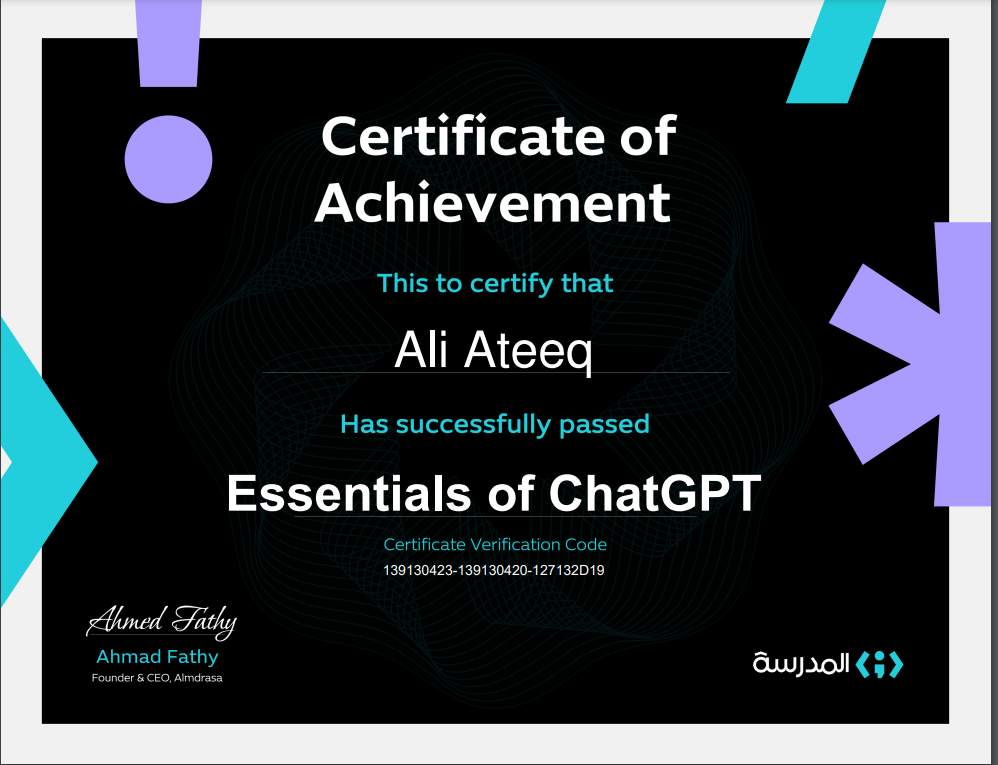 Certificate of
Achievement
This to certify that
Ali Ateeq
Has successfully passed
Essentials of ChatGPT
Certificate Verification Code
139130423-139130420-127132D19
Ahmed Fathy
Ahmad Fathy
Founder & CEO, Almdrasa
المدرسة